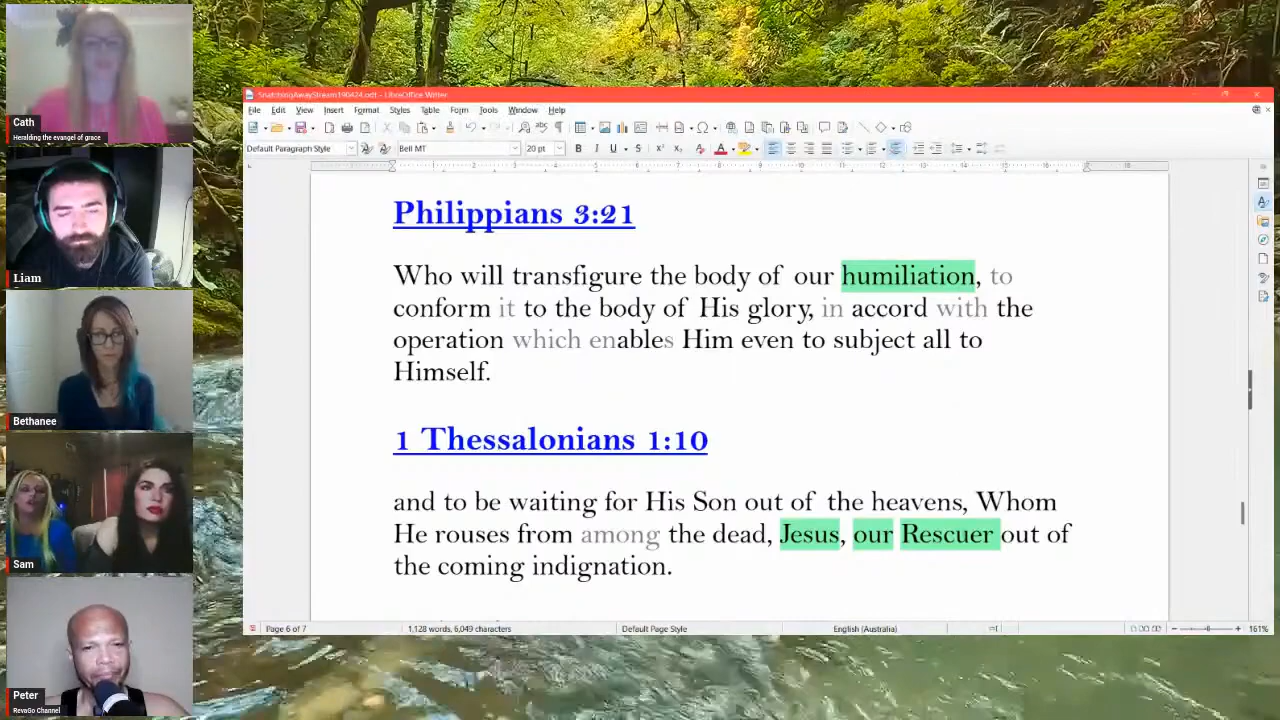 Cath
Heralding the evangel of grace
Liam
Bethanee
Sam
Peter
RevaGo Channel
SnatchingAwayStream190424.odt - LibreOffice Writer
File Edit View Insert Format Styles Table Form Tools Window Help
Default Paragraph Style Bell MT 20 pt
Philippians 3:21
Who will transfigure the body of our humiliation, to
conform it to the body of His glory, in accord with the
operation which enables Him even to subject all to
Himself.
1 Thessalonians 1:10
and to be waiting for His Son out of the heavens, Whom
He rouses from among the dead, Jesus, our Rescuer out of
the coming indignation.
Page 6 of 7 1,128 words, 6,049 characters Default Page Style English (Australia) 161%